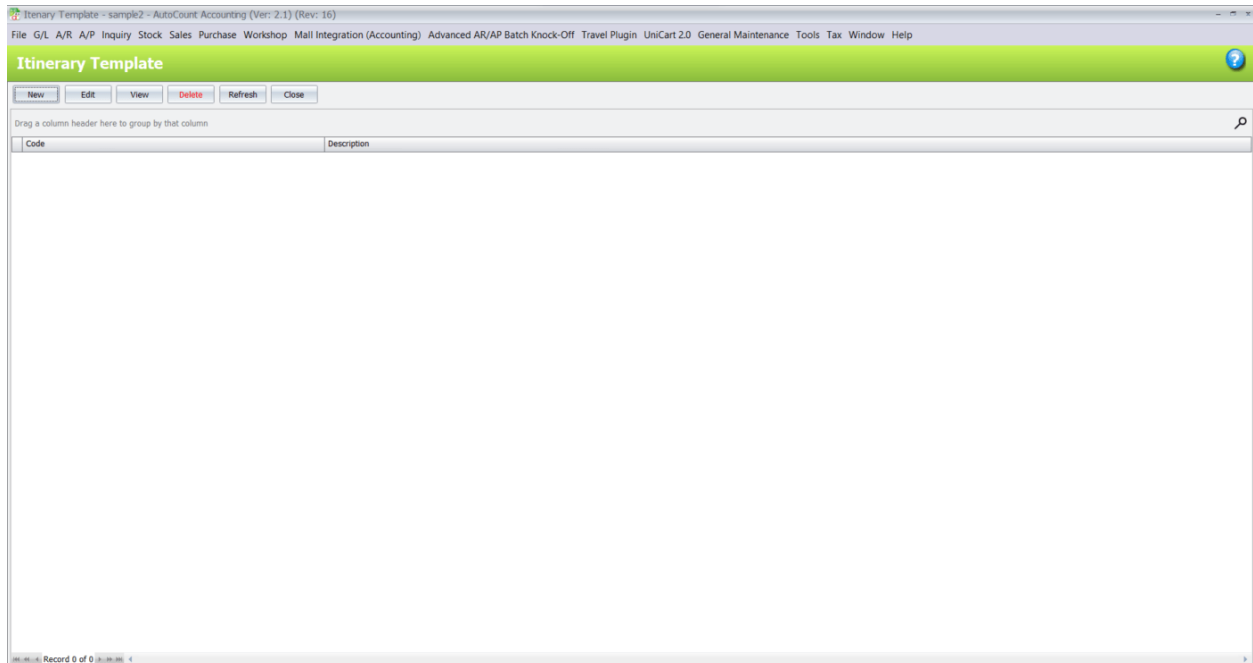 Itenary Template - sample2 - AutoCount Accounting (Ver: 2.1) (Rev: 16)
File G/L A/R A/P Inquiry Stock Sales Purchase Workshop Mall Integration (Accounting) Advanced AR/AP Batch Knock-Off Travel Plugin UniCart 2.0 General Maintenance Tools Tax Window Help
Itinerary Template
New Edit View Delete Refresh Close
Drag a column header here to group by that column
Code Description
Record 0 of 0